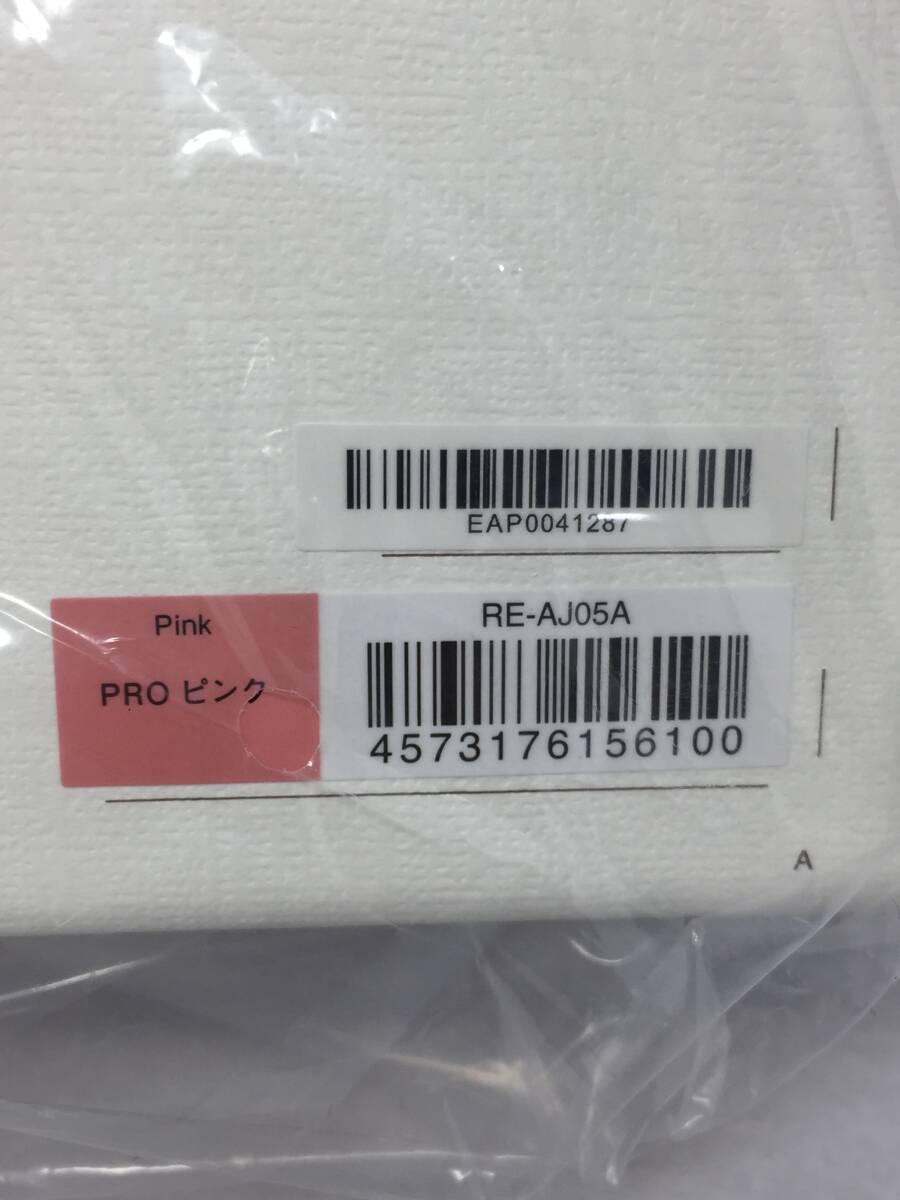 EAP0041287
Pink
PRO ピンク
RE-AJ05A
4573176156100
A